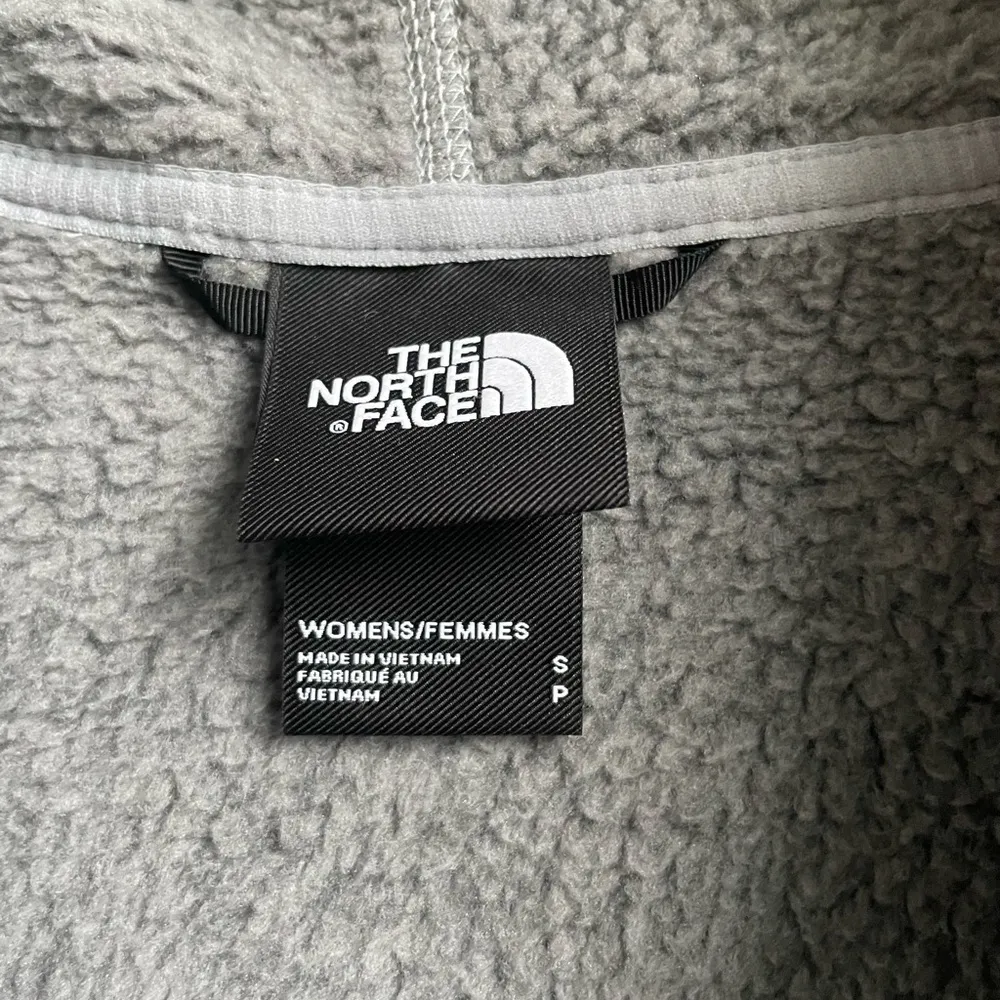 THE
NORTH
®FACE
WOMENS/FEMMES
MADE IN VIETNAM
FABRIQUÉ AU
VIETNAM
S
P